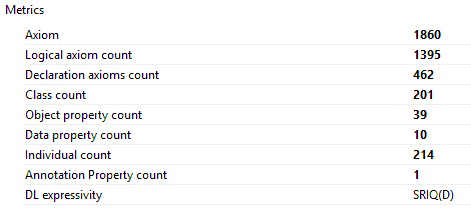 Metrics
Axiom 1860
Logical axiom count 1395
Declaration axioms count 462
Class count 201
Object property count 39
Data property count 10
Individual count 214
Annotation Property count 1
DL expressivity SRIQ(D)